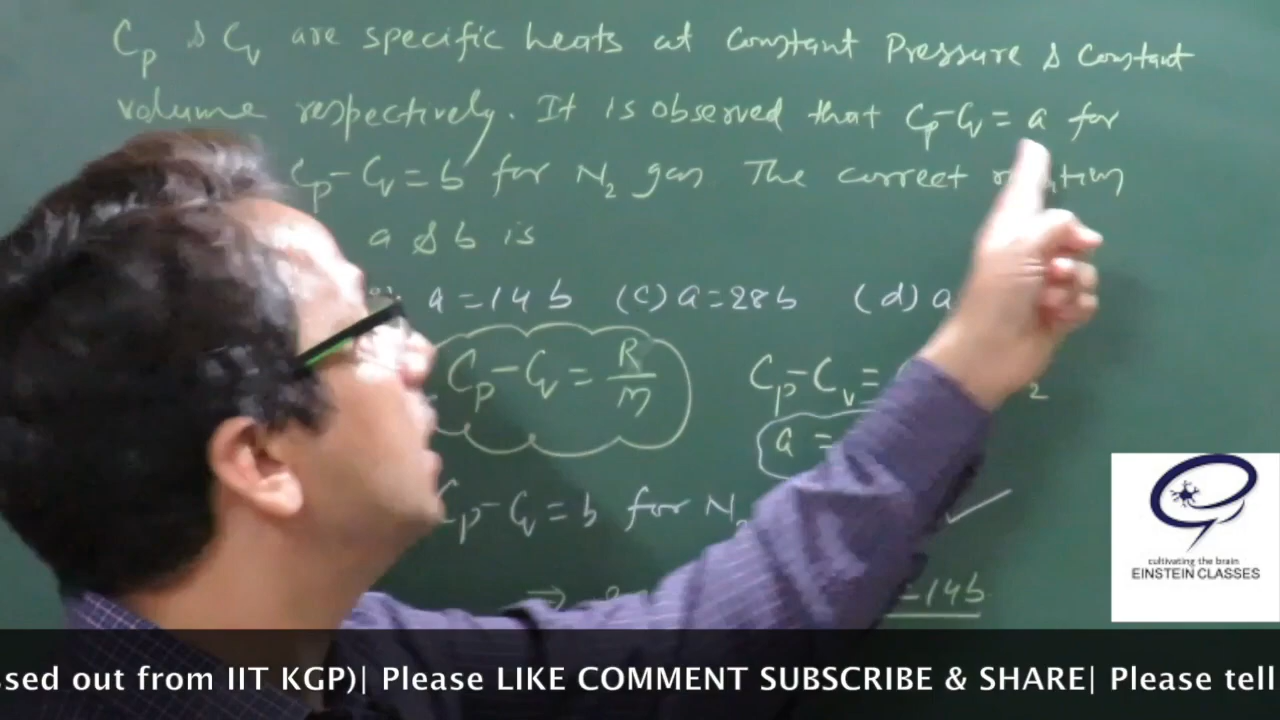 Cp & Cv are specific heats at constant Pressure & constant
volume respectively. It is observed that Cp-Cv = a for
Cp-Cv = b for N2 gas The correct
a & b is
a = 14 b (c) a = 28 b (d) a
Cp-Cv = R/M Cp-Cv = 2
a =
Cp-Cv = b for N2
⇒ = 14b
cultivating the brain
EINSTEIN CLASSES
ssed out from IIT KGP)| Please LIKE COMMENT SUBSCRIBE & SHARE| Please tell